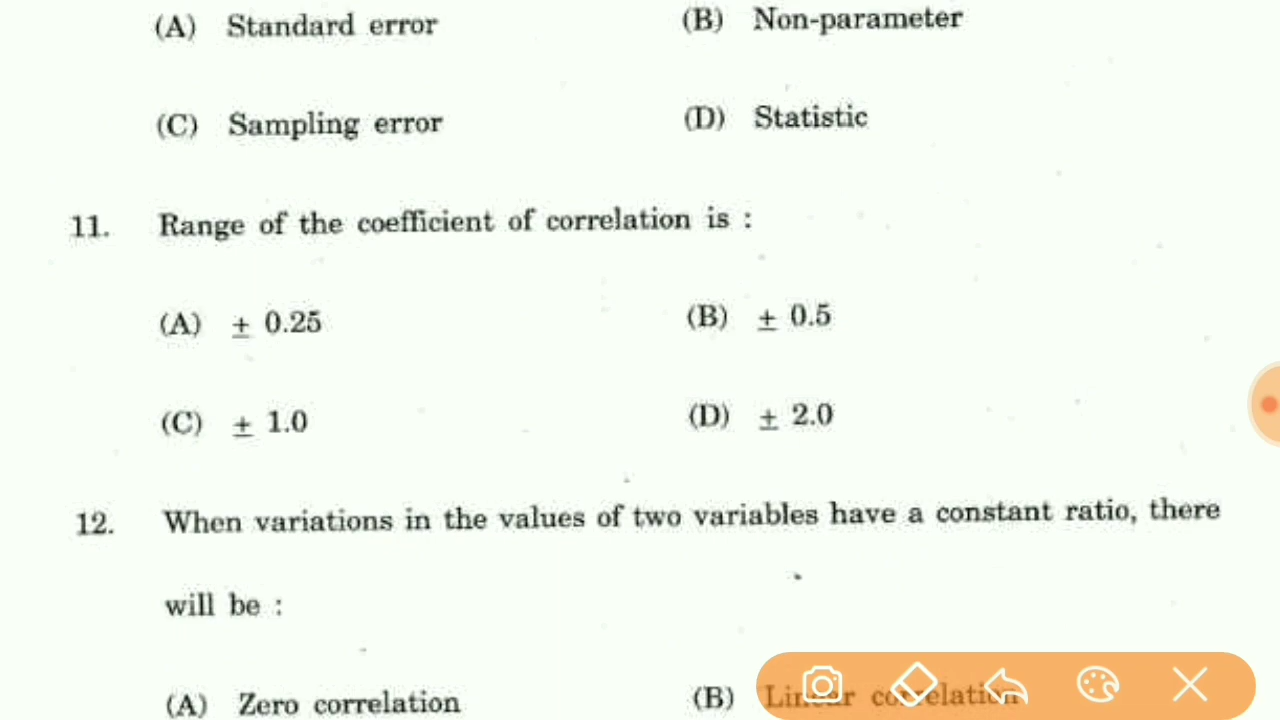 (A) Standard error (B) Non-parameter
(C) Sampling error (D) Statistic
11. Range of the coefficient of correlation is :
(A) ± 0.25 (B) ± 0.5
(C) ± 1.0 (D) ± 2.0
12. When variations in the values of two variables have a constant ratio, there
will be :
(A) Zero correlation (B) Linear correlation